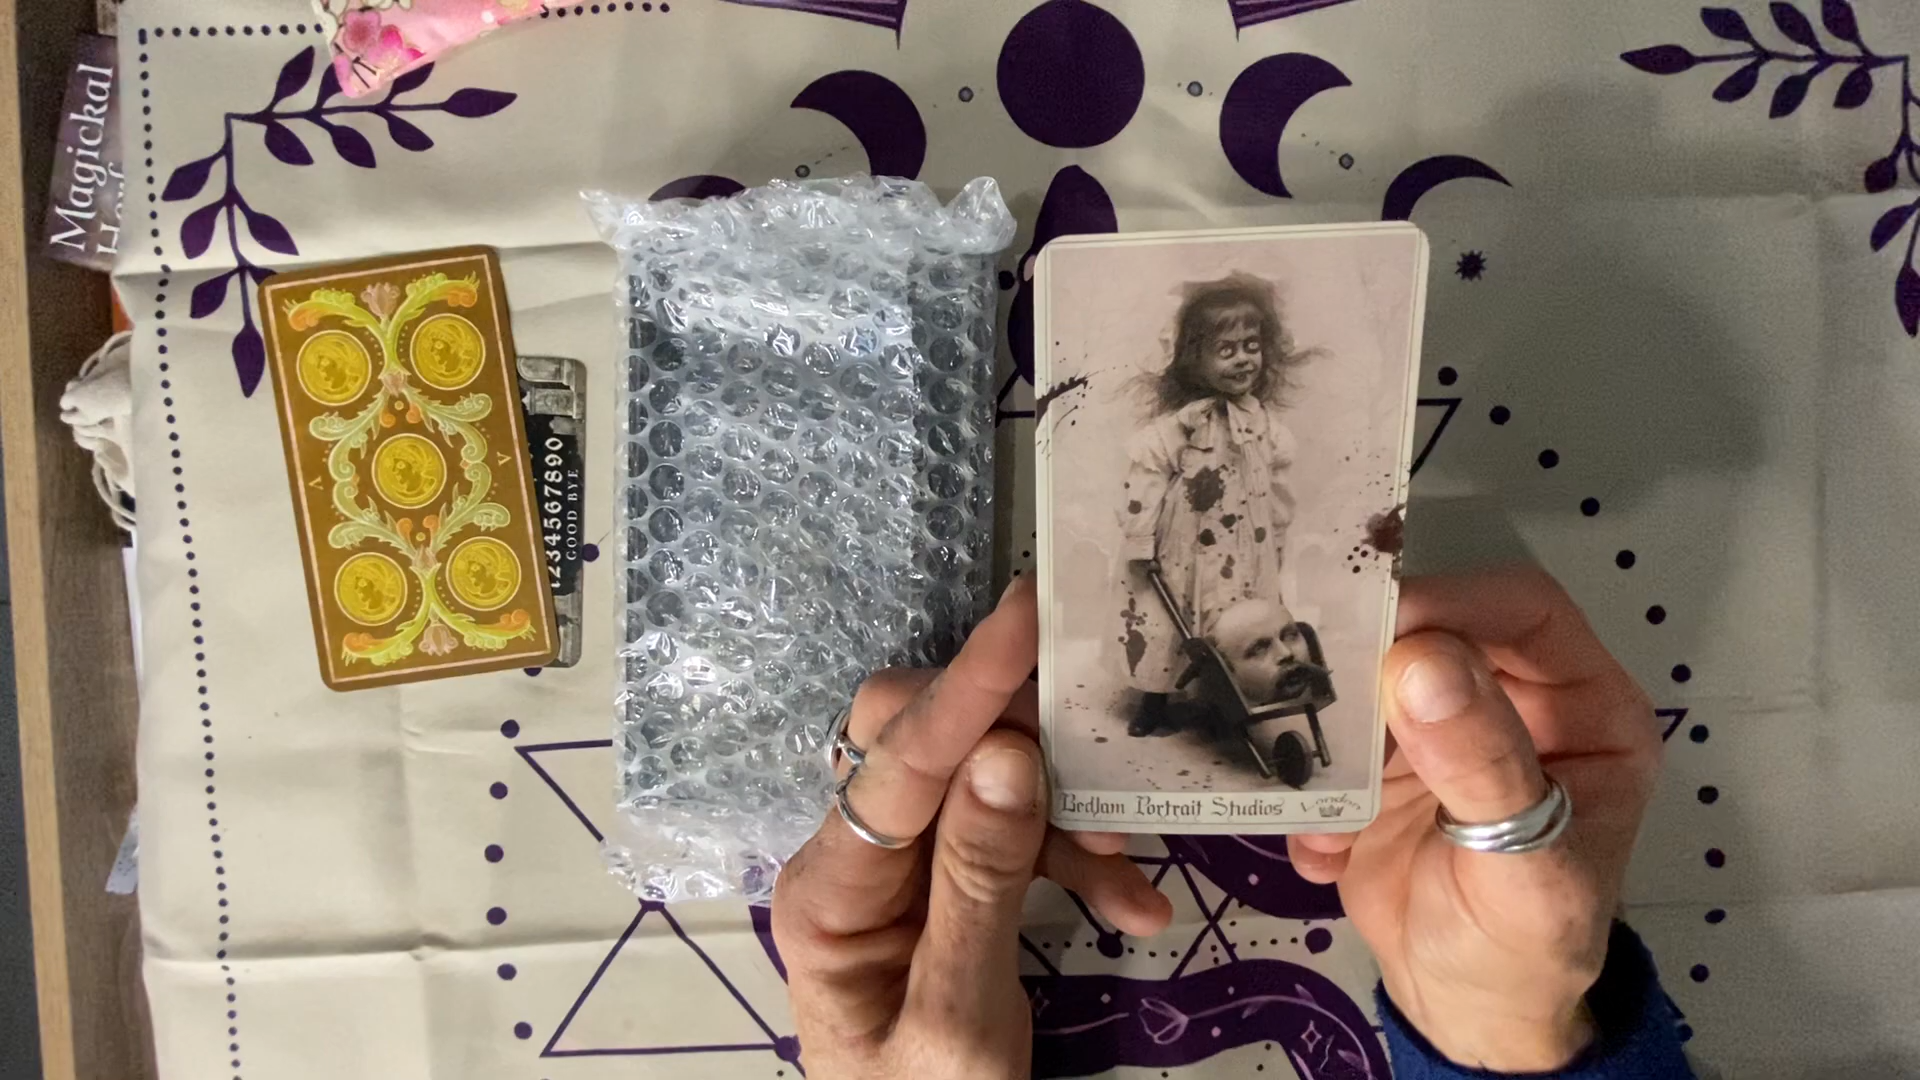 Magickal
V
V
1234567890
GOOD BYE
Bedlam Portrait Studios
London